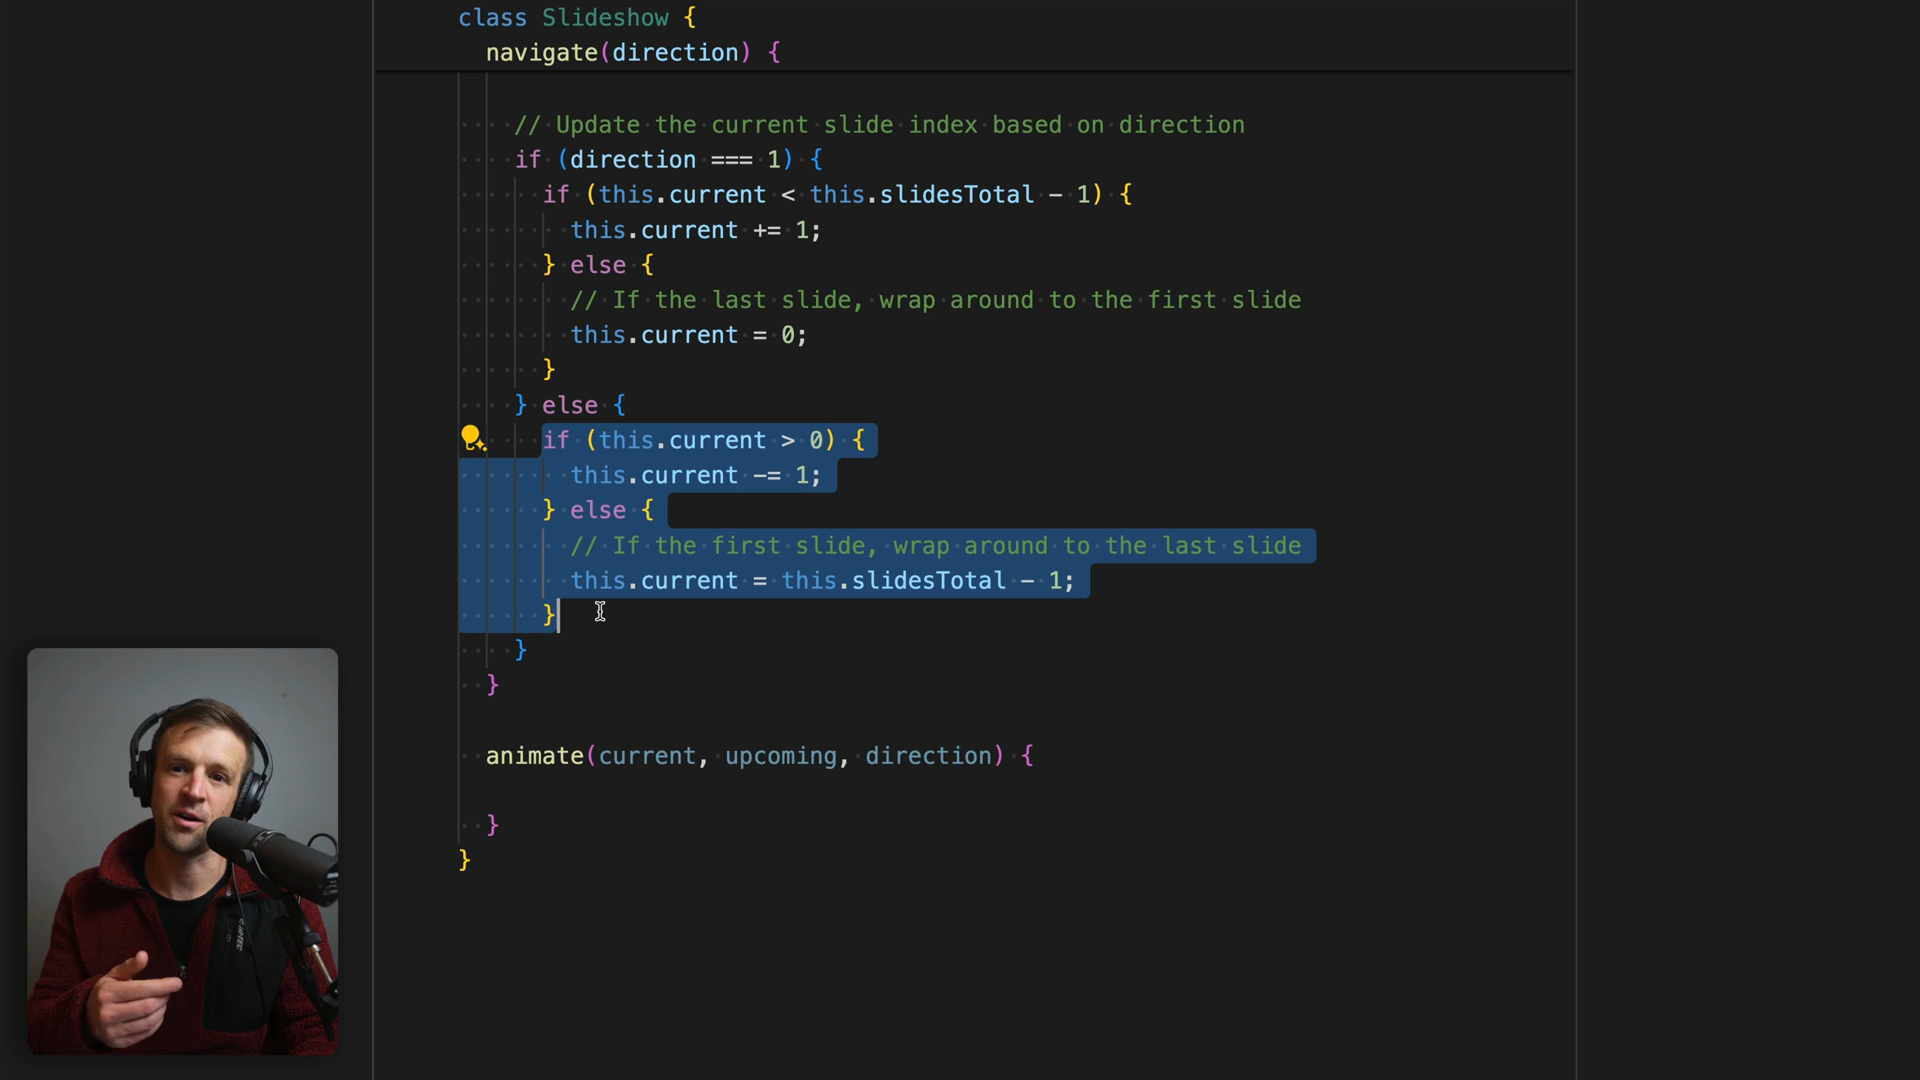 class Slideshow {
navigate(direction) {
// Update the current slide index based on direction
if (direction === 1) {
if (this.current < this.slidesTotal - 1) {
this.current += 1;
} else {
// If the last slide, wrap around to the first slide
this.current = 0;
}
} else {
if (this.current > 0) {
this.current -= 1;
} else {
// If the first slide, wrap around to the last slide
this.current = this.slidesTotal - 1;
}
}
}
animate(current, upcoming, direction) {
}
}